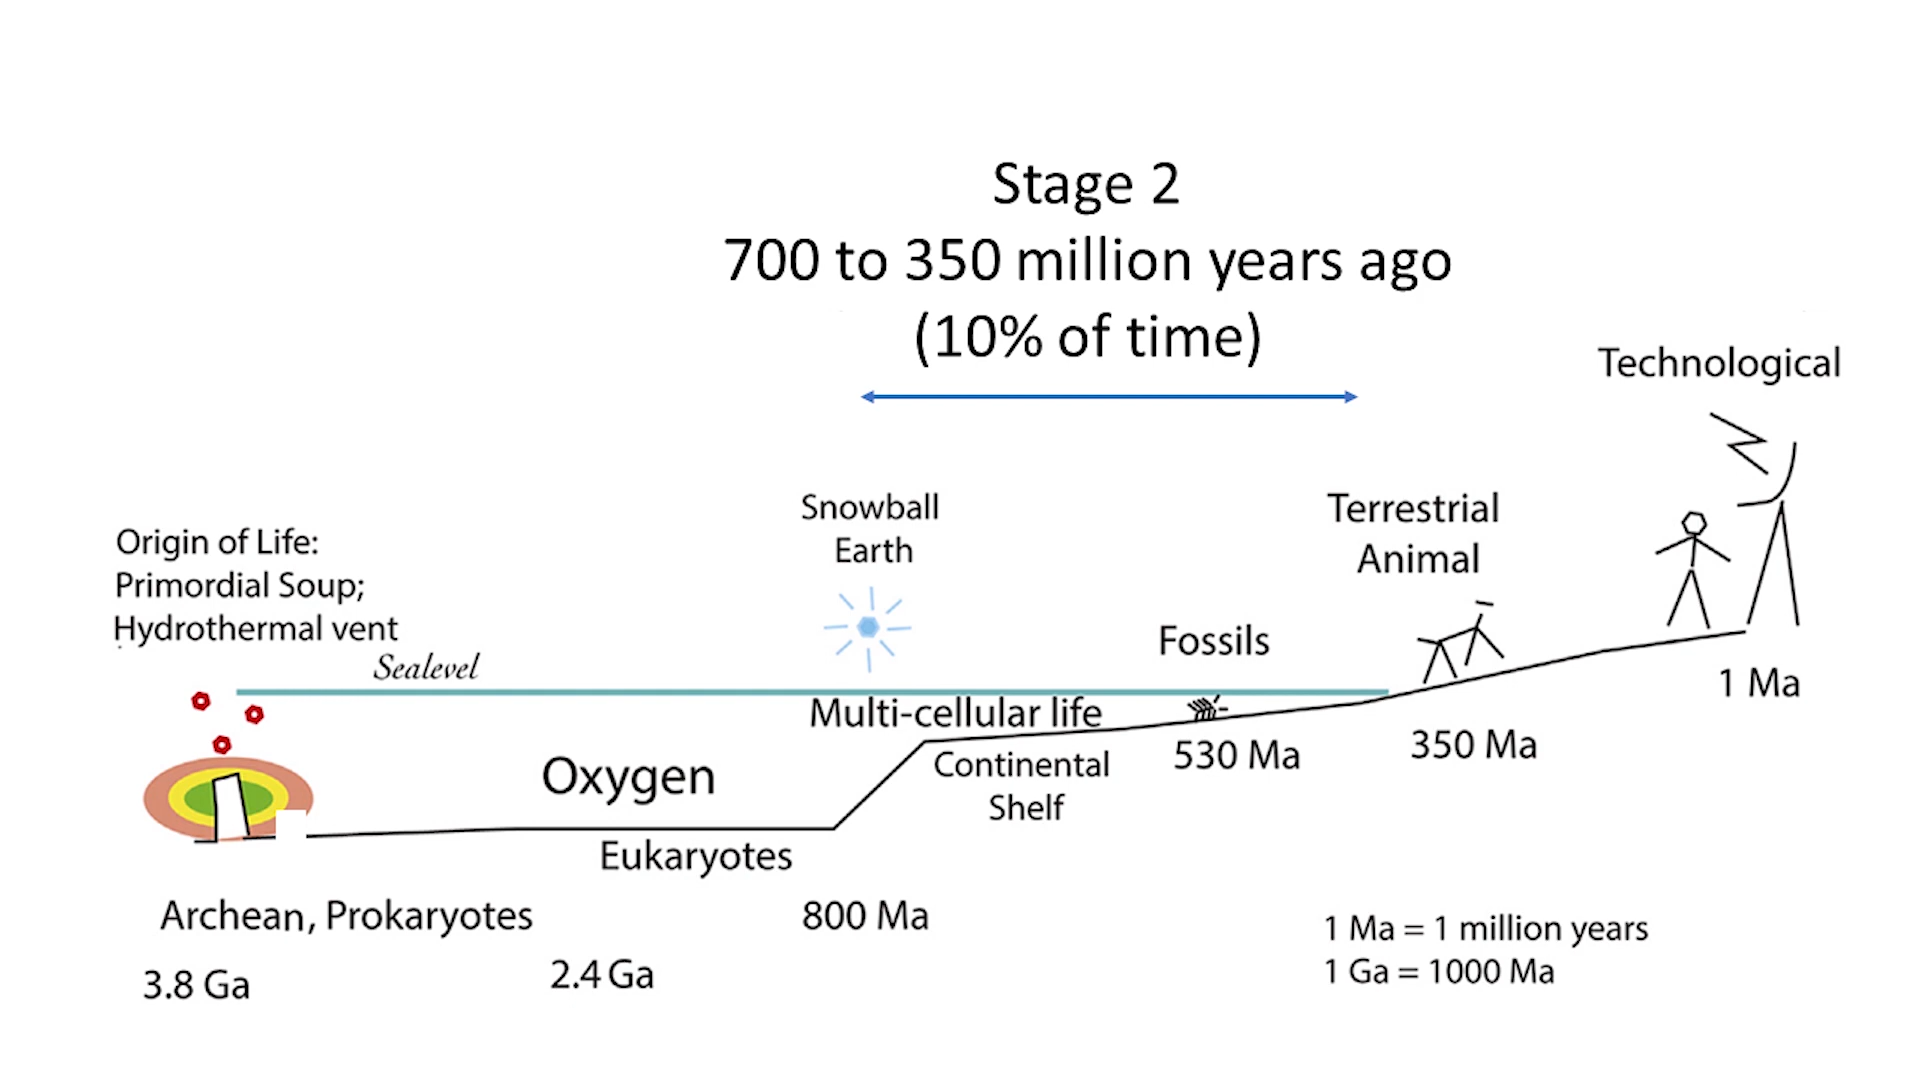 Stage 2
700 to 350 million years ago
(10% of time)
Technological
Snowball
Earth
Terrestrial
Animal
Origin of Life:
Primordial Soup;
Hydrothermal vent
Sealevel
Fossils
Multi-cellular life
1 Ma
Oxygen
Continental
Shelf
530 Ma
350 Ma
Eukaryotes
Archean, Prokaryotes
800 Ma
3.8 Ga
2.4 Ga
1 Ma = 1 million years
1 Ga = 1000 Ma